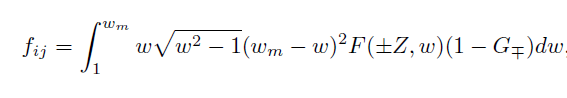 f_{ij} = \int_{1}^{w_m} w\sqrt{w^2 - 1}(w_m - w)^2 F(\pm Z, w)(1 - G_{\mp})dw,